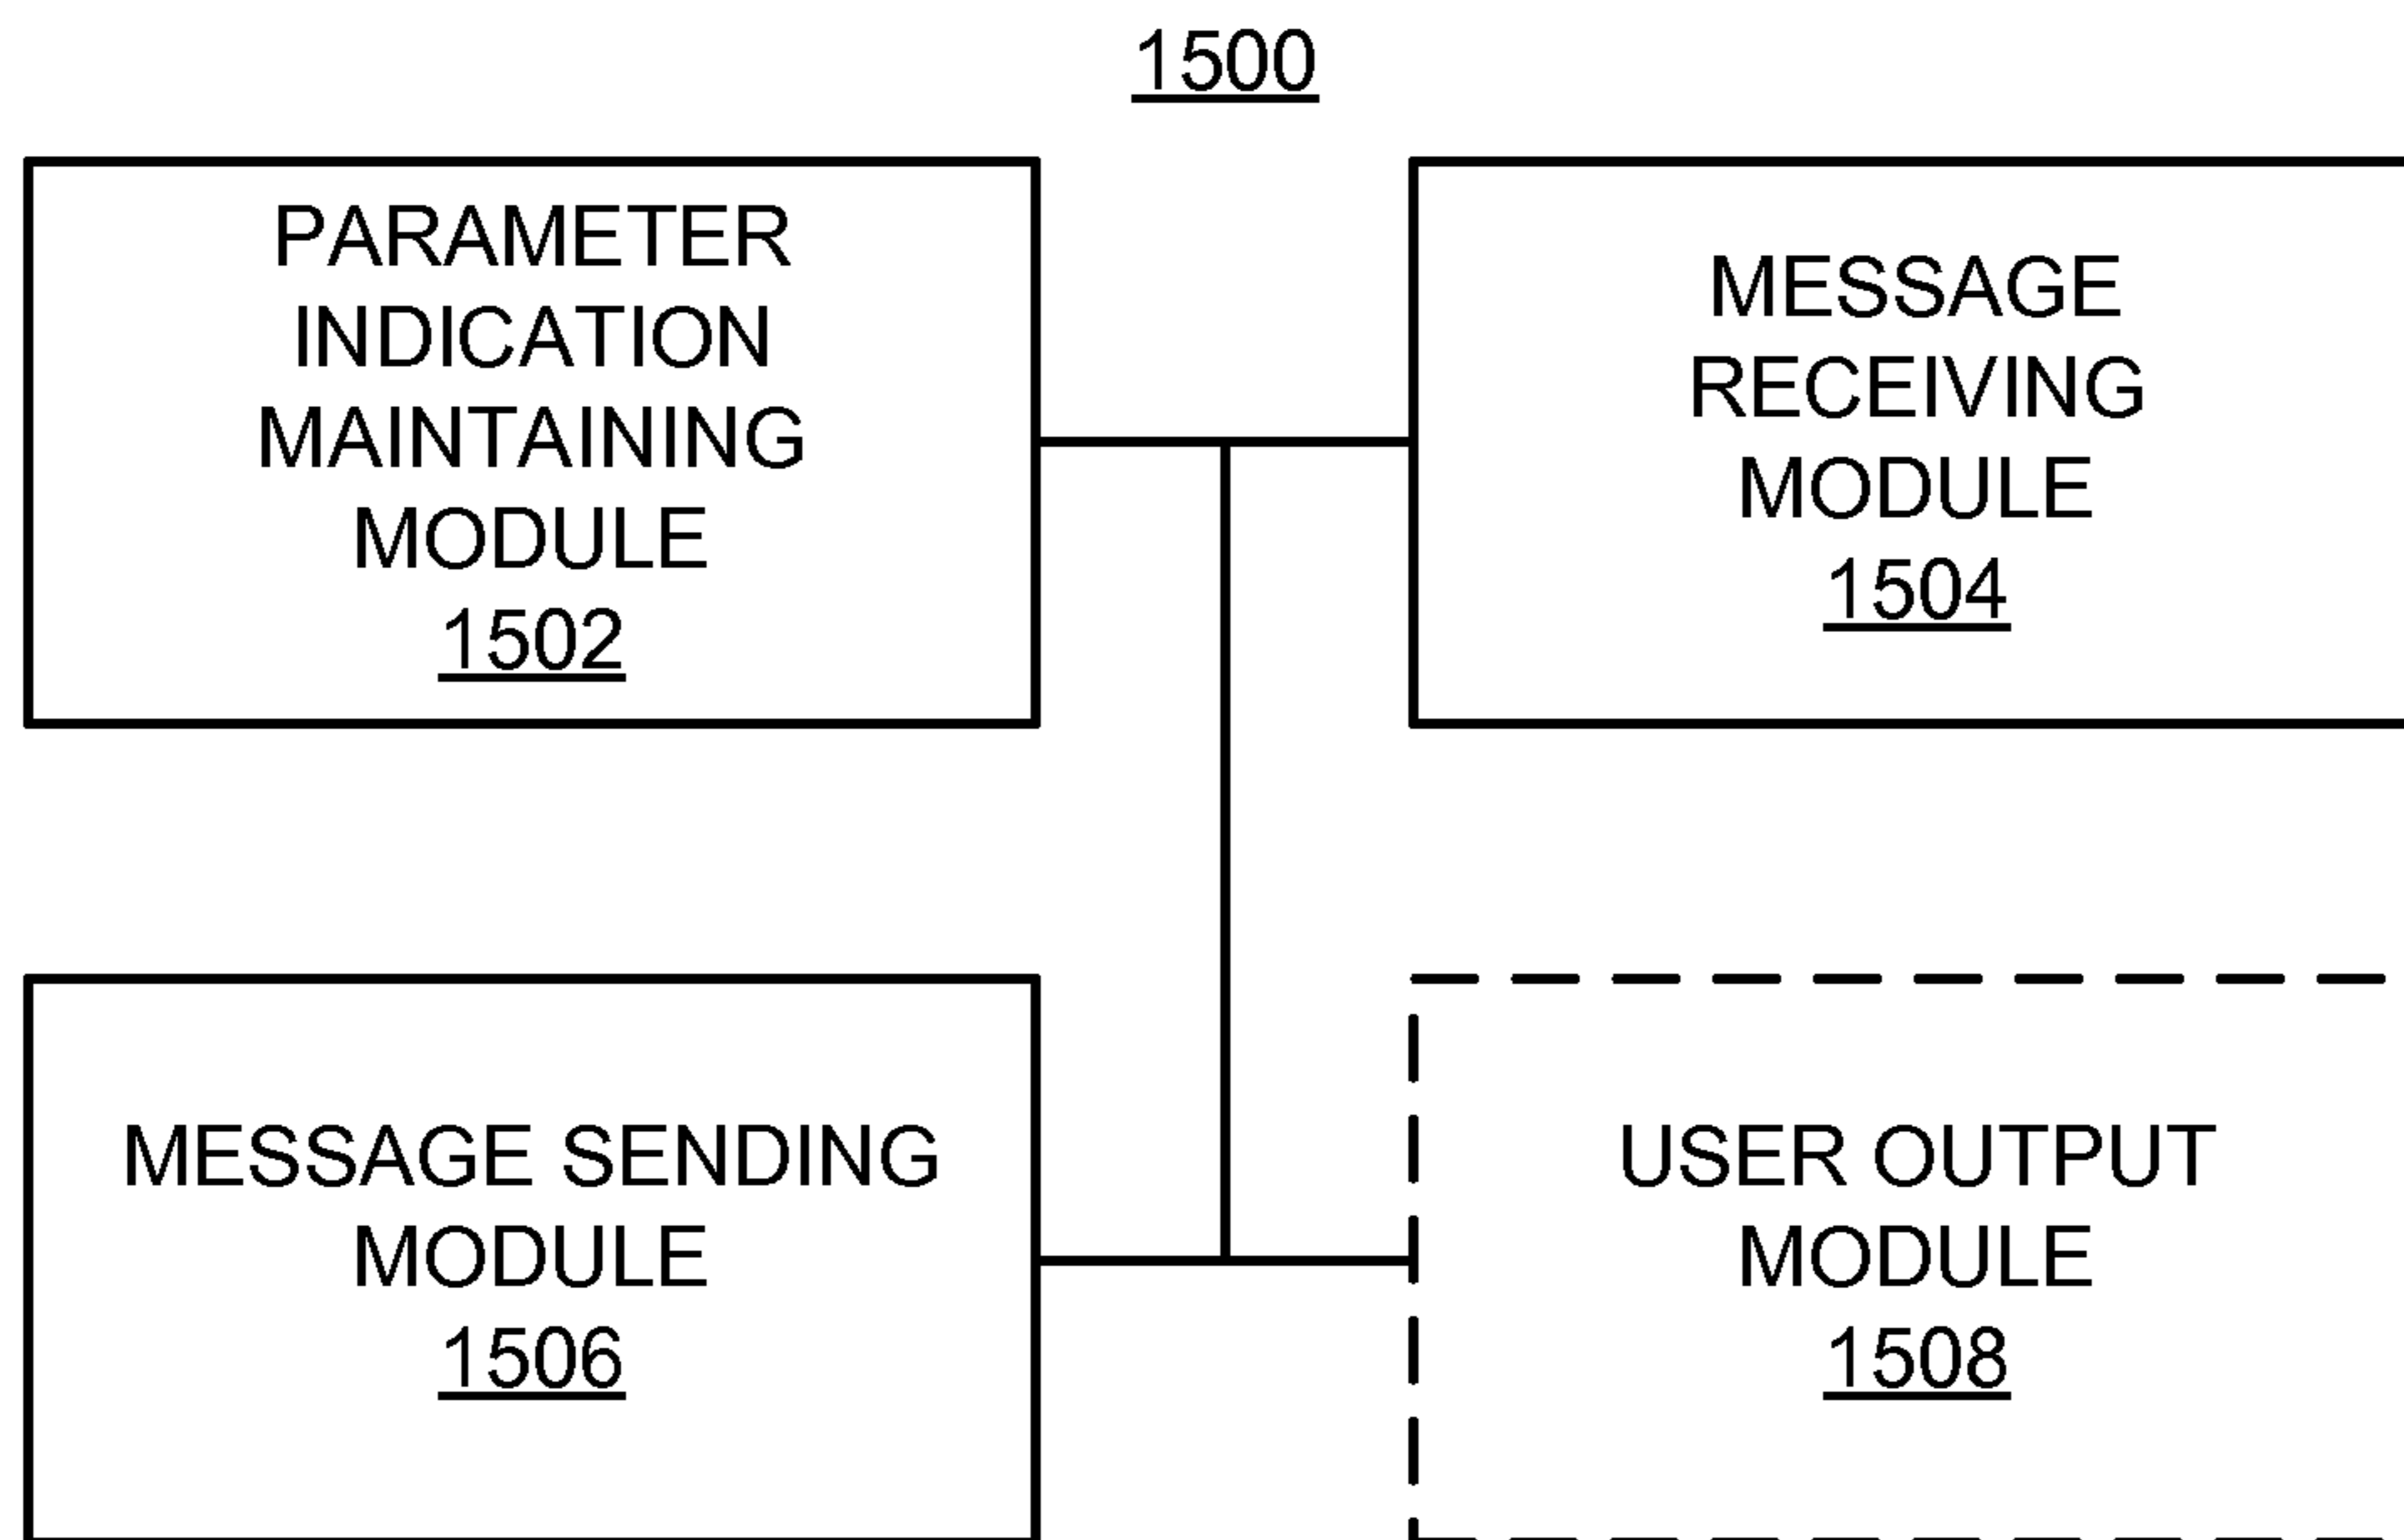 1500
PARAMETER
INDICATION
MAINTAINING
MODULE
1502
MESSAGE
RECEIVING
MODULE
1504
MESSAGE SENDING
MODULE
1506
USER OUTPUT
MODULE
1508